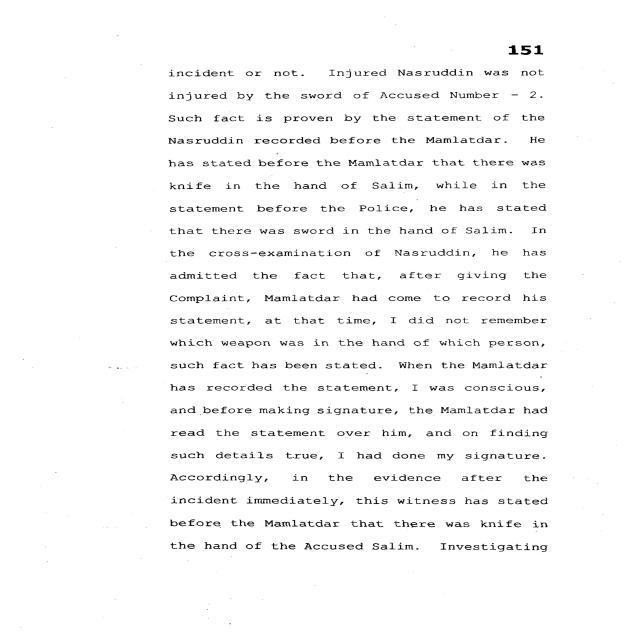 151
incident or not. Injured Nasruddin was not
injured by the sword of Accused Number - 2.
Such fact is proven by the statement of the
Nasruddin recorded before the Mamlatdar. He
has stated before the Mamlatdar that there was
knife in the hand of Salim, while in the
statement before the Police, he has stated
that there was sword in the hand of Salim. In
the cross-examination of Nasruddin, he has
admitted the fact that, after giving the
Complaint, Mamlatdar had come to record his
statement, at that time, I did not remember
which weapon was in the hand of which person,
such fact has been stated. When the Mamlatdar
has recorded the statement, I was conscious,
and before making signature, the Mamlatdar had
read the statement over him, and on finding
such details true, I had done my signature.
Accordingly, in the evidence after the
incident immediately, this witness has stated
before the Mamlatdar that there was knife in
the hand of the Accused Salim. Investigating